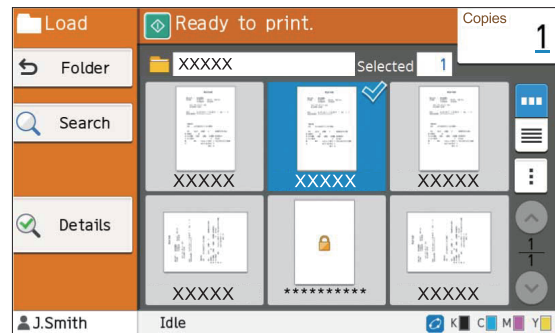 Load
Ready to print.
Copies
1
Folder
XXXXX
Selected
1
Search
XXXXX
XXXXX
XXXXX
Details
1
1
XXXXX
**********
XXXXX
J.Smith
Idle
K C M Y